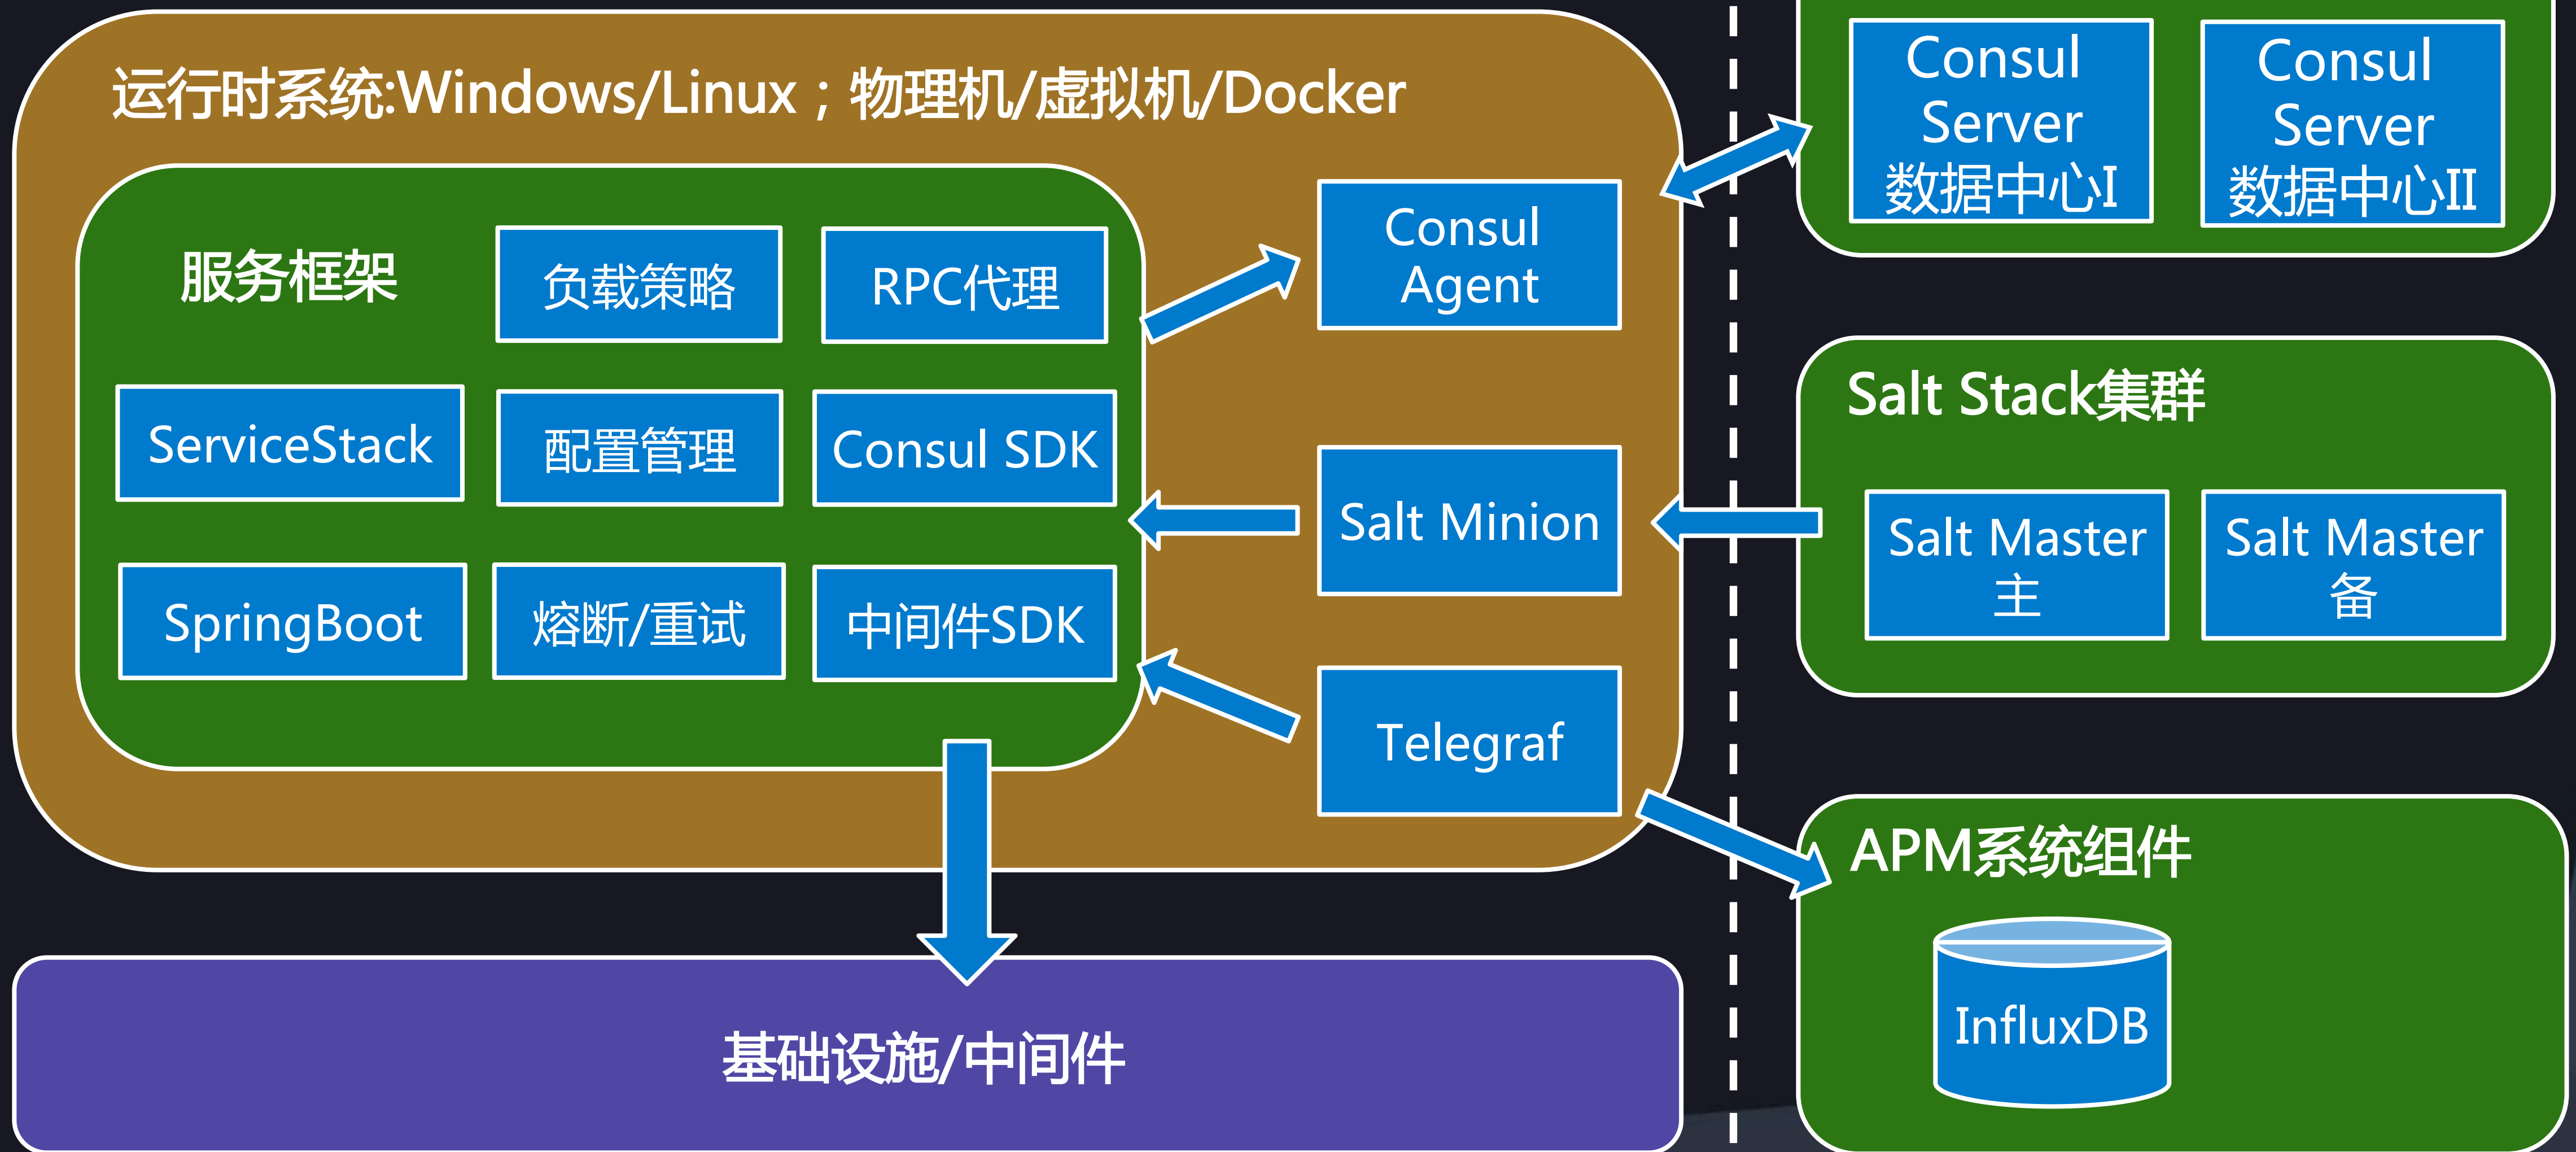 运行时系统:Windows/Linux；物理机/虚拟机/Docker
服务框架
负载策略
RPC代理
ServiceStack
配置管理
Consul SDK
SpringBoot
熔断/重试
中间件SDK
Consul
Agent
Salt Minion
Telegraf
基础设施/中间件
Consul
Server
数据中心I
Consul
Server
数据中心II
Salt Stack集群
Salt Master
主
Salt Master
备
APM系统组件
InfluxDB